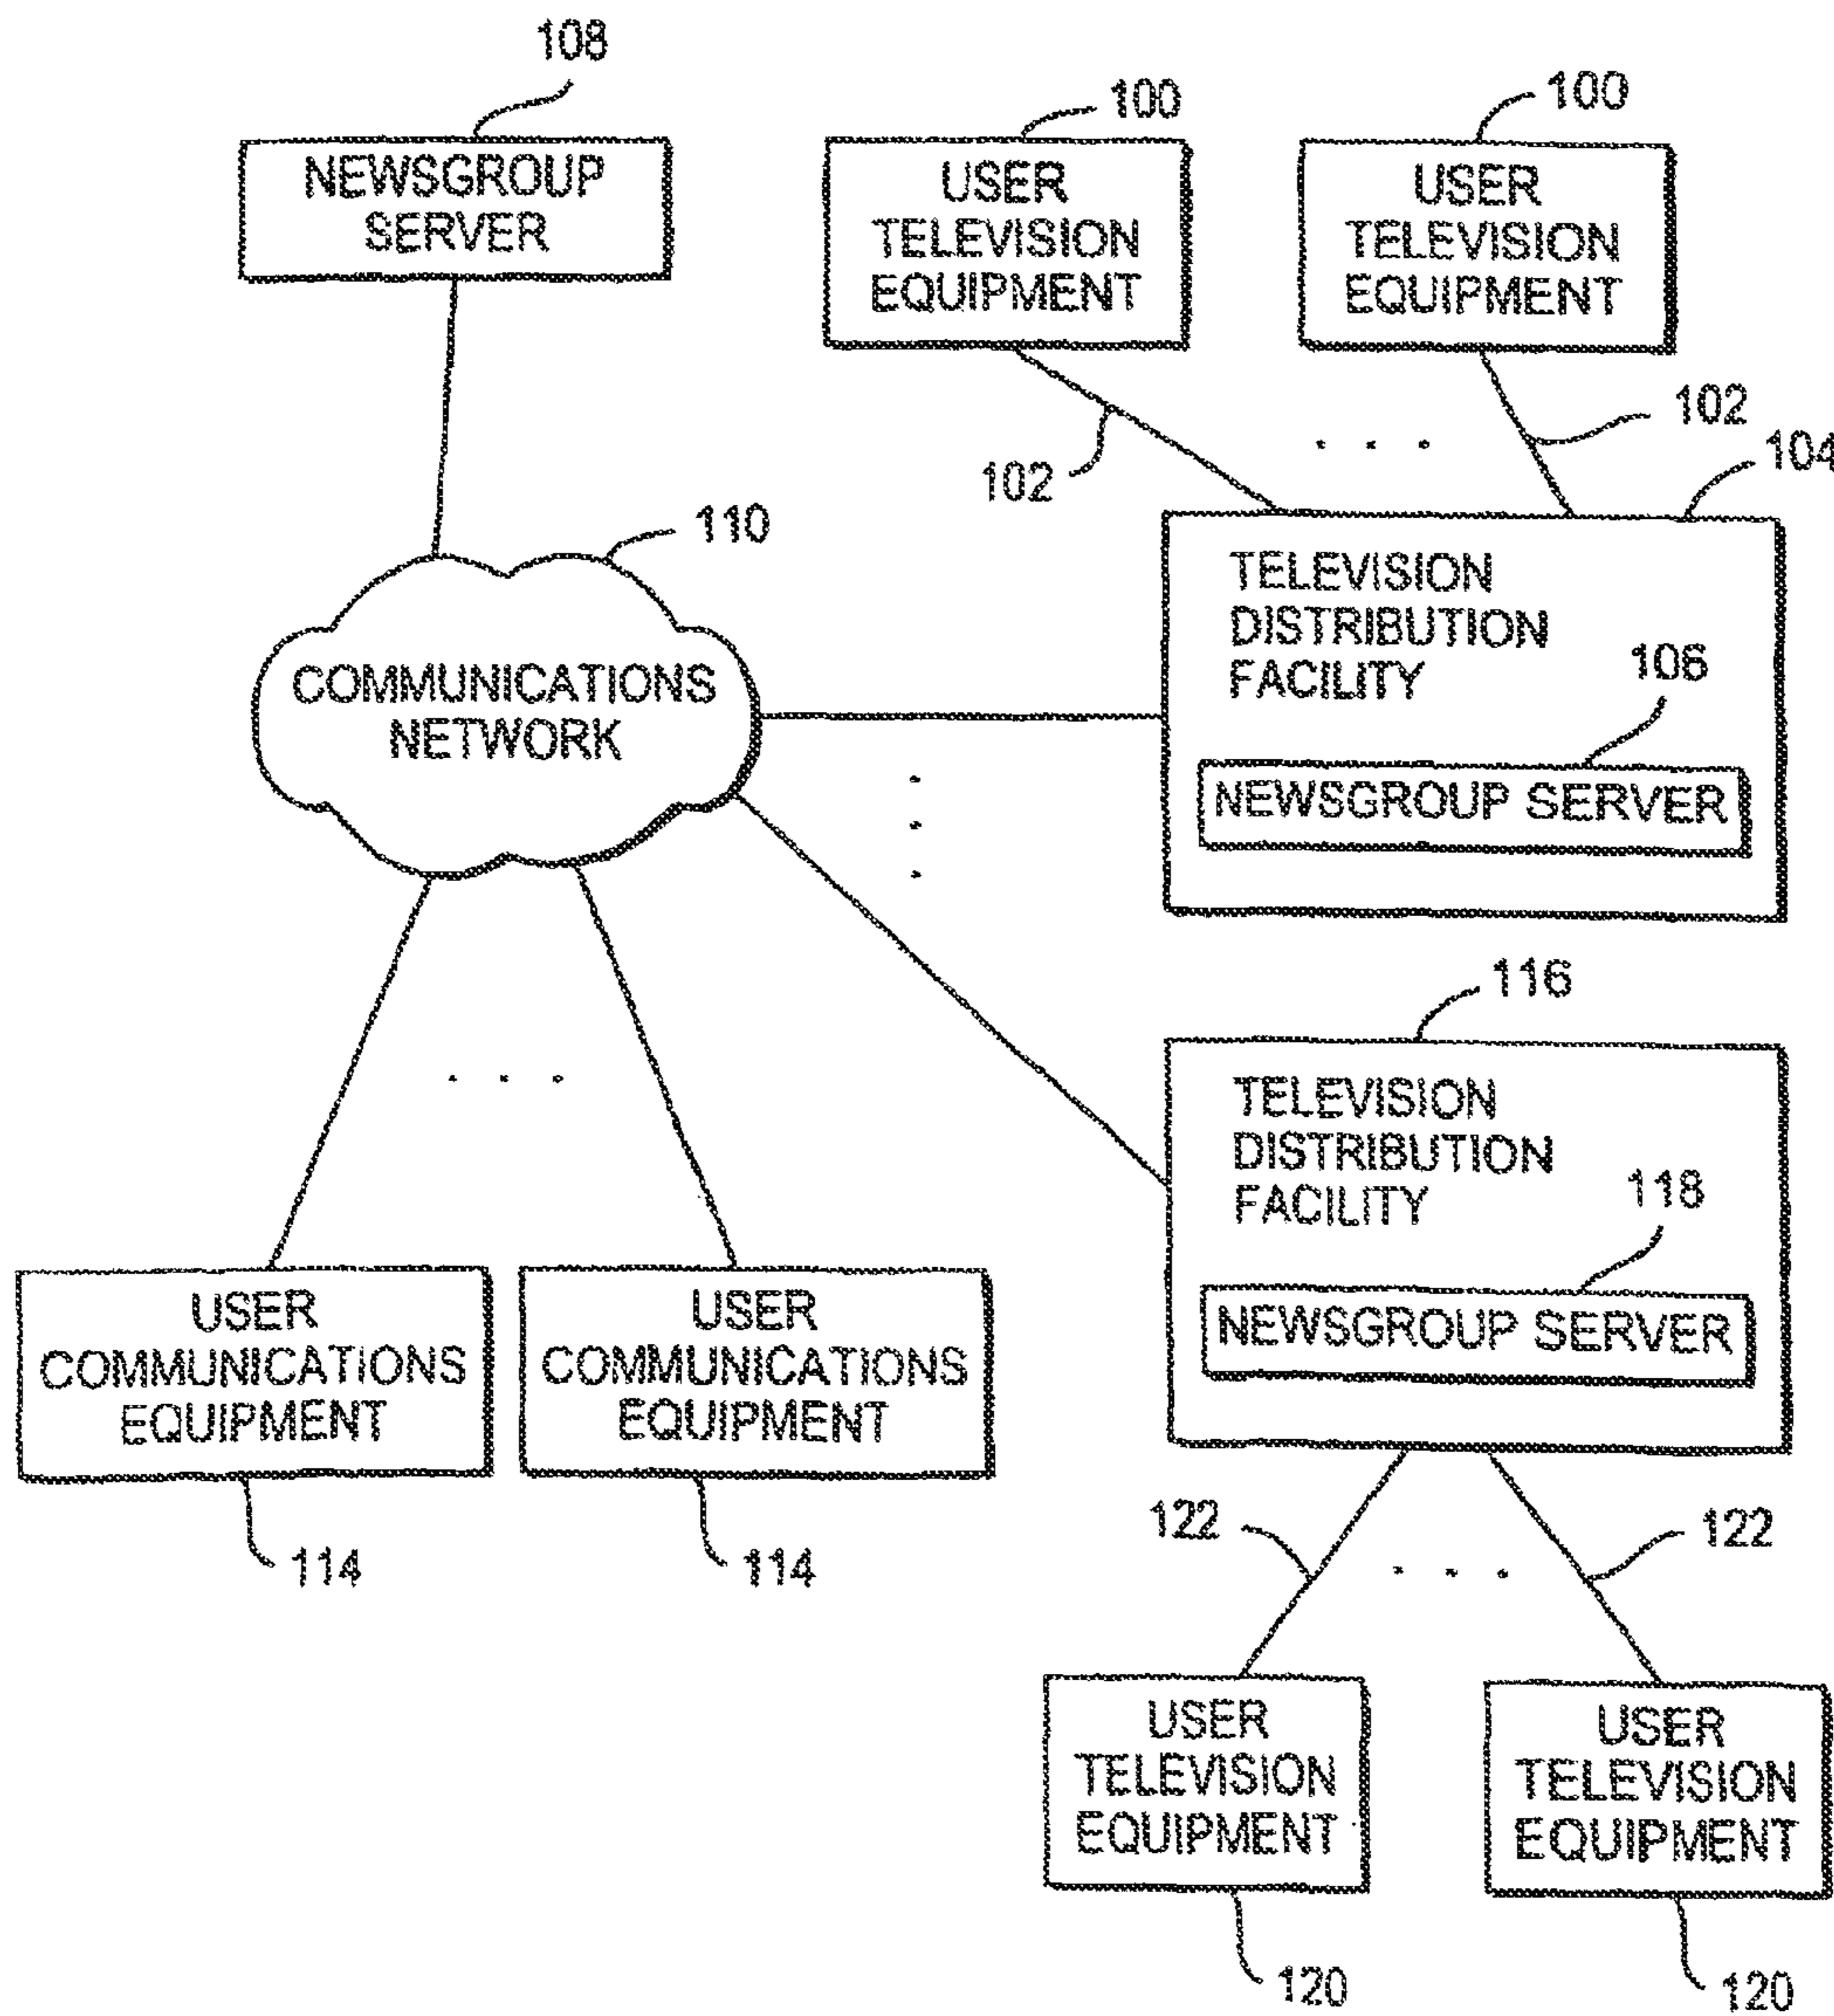 108
NEWSGROUP
SERVER
100
USER
TELEVISION
EQUIPMENT
100
USER
TELEVISION
EQUIPMENT
102
102
104
110
COMMUNICATIONS
NETWORK
TELEVISION
DISTRIBUTION
FACILITY
106
NEWSGROUP SERVER
116
TELEVISION
DISTRIBUTION
FACILITY
118
NEWSGROUP SERVER
USER
COMMUNICATIONS
EQUIPMENT
114
USER
COMMUNICATIONS
EQUIPMENT
114
122
122
USER
TELEVISION
EQUIPMENT
120
USER
TELEVISION
EQUIPMENT
120